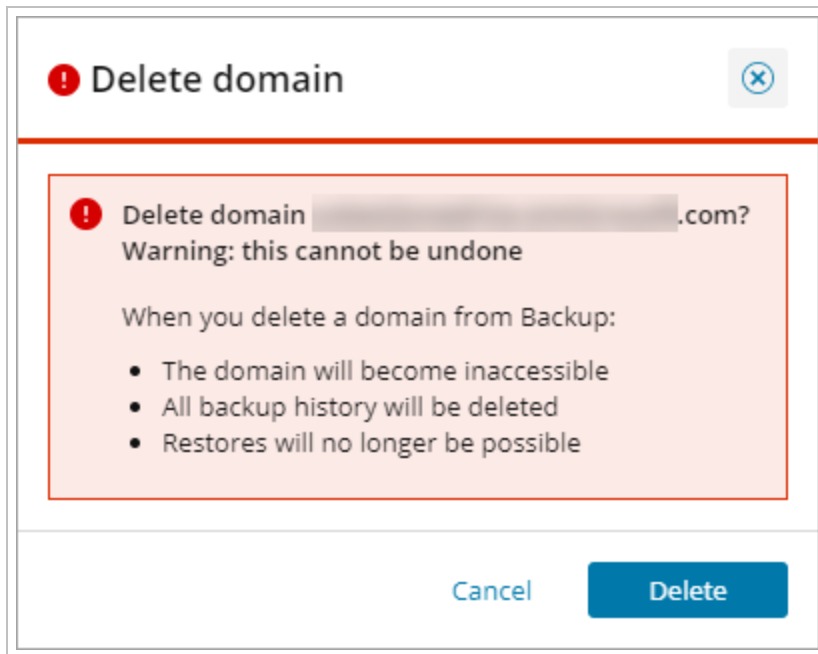 Delete domain
Delete domain .com?
Warning: this cannot be undone
When you delete a domain from Backup:
• The domain will become inaccessible
• All backup history will be deleted
• Restores will no longer be possible
Cancel Delete